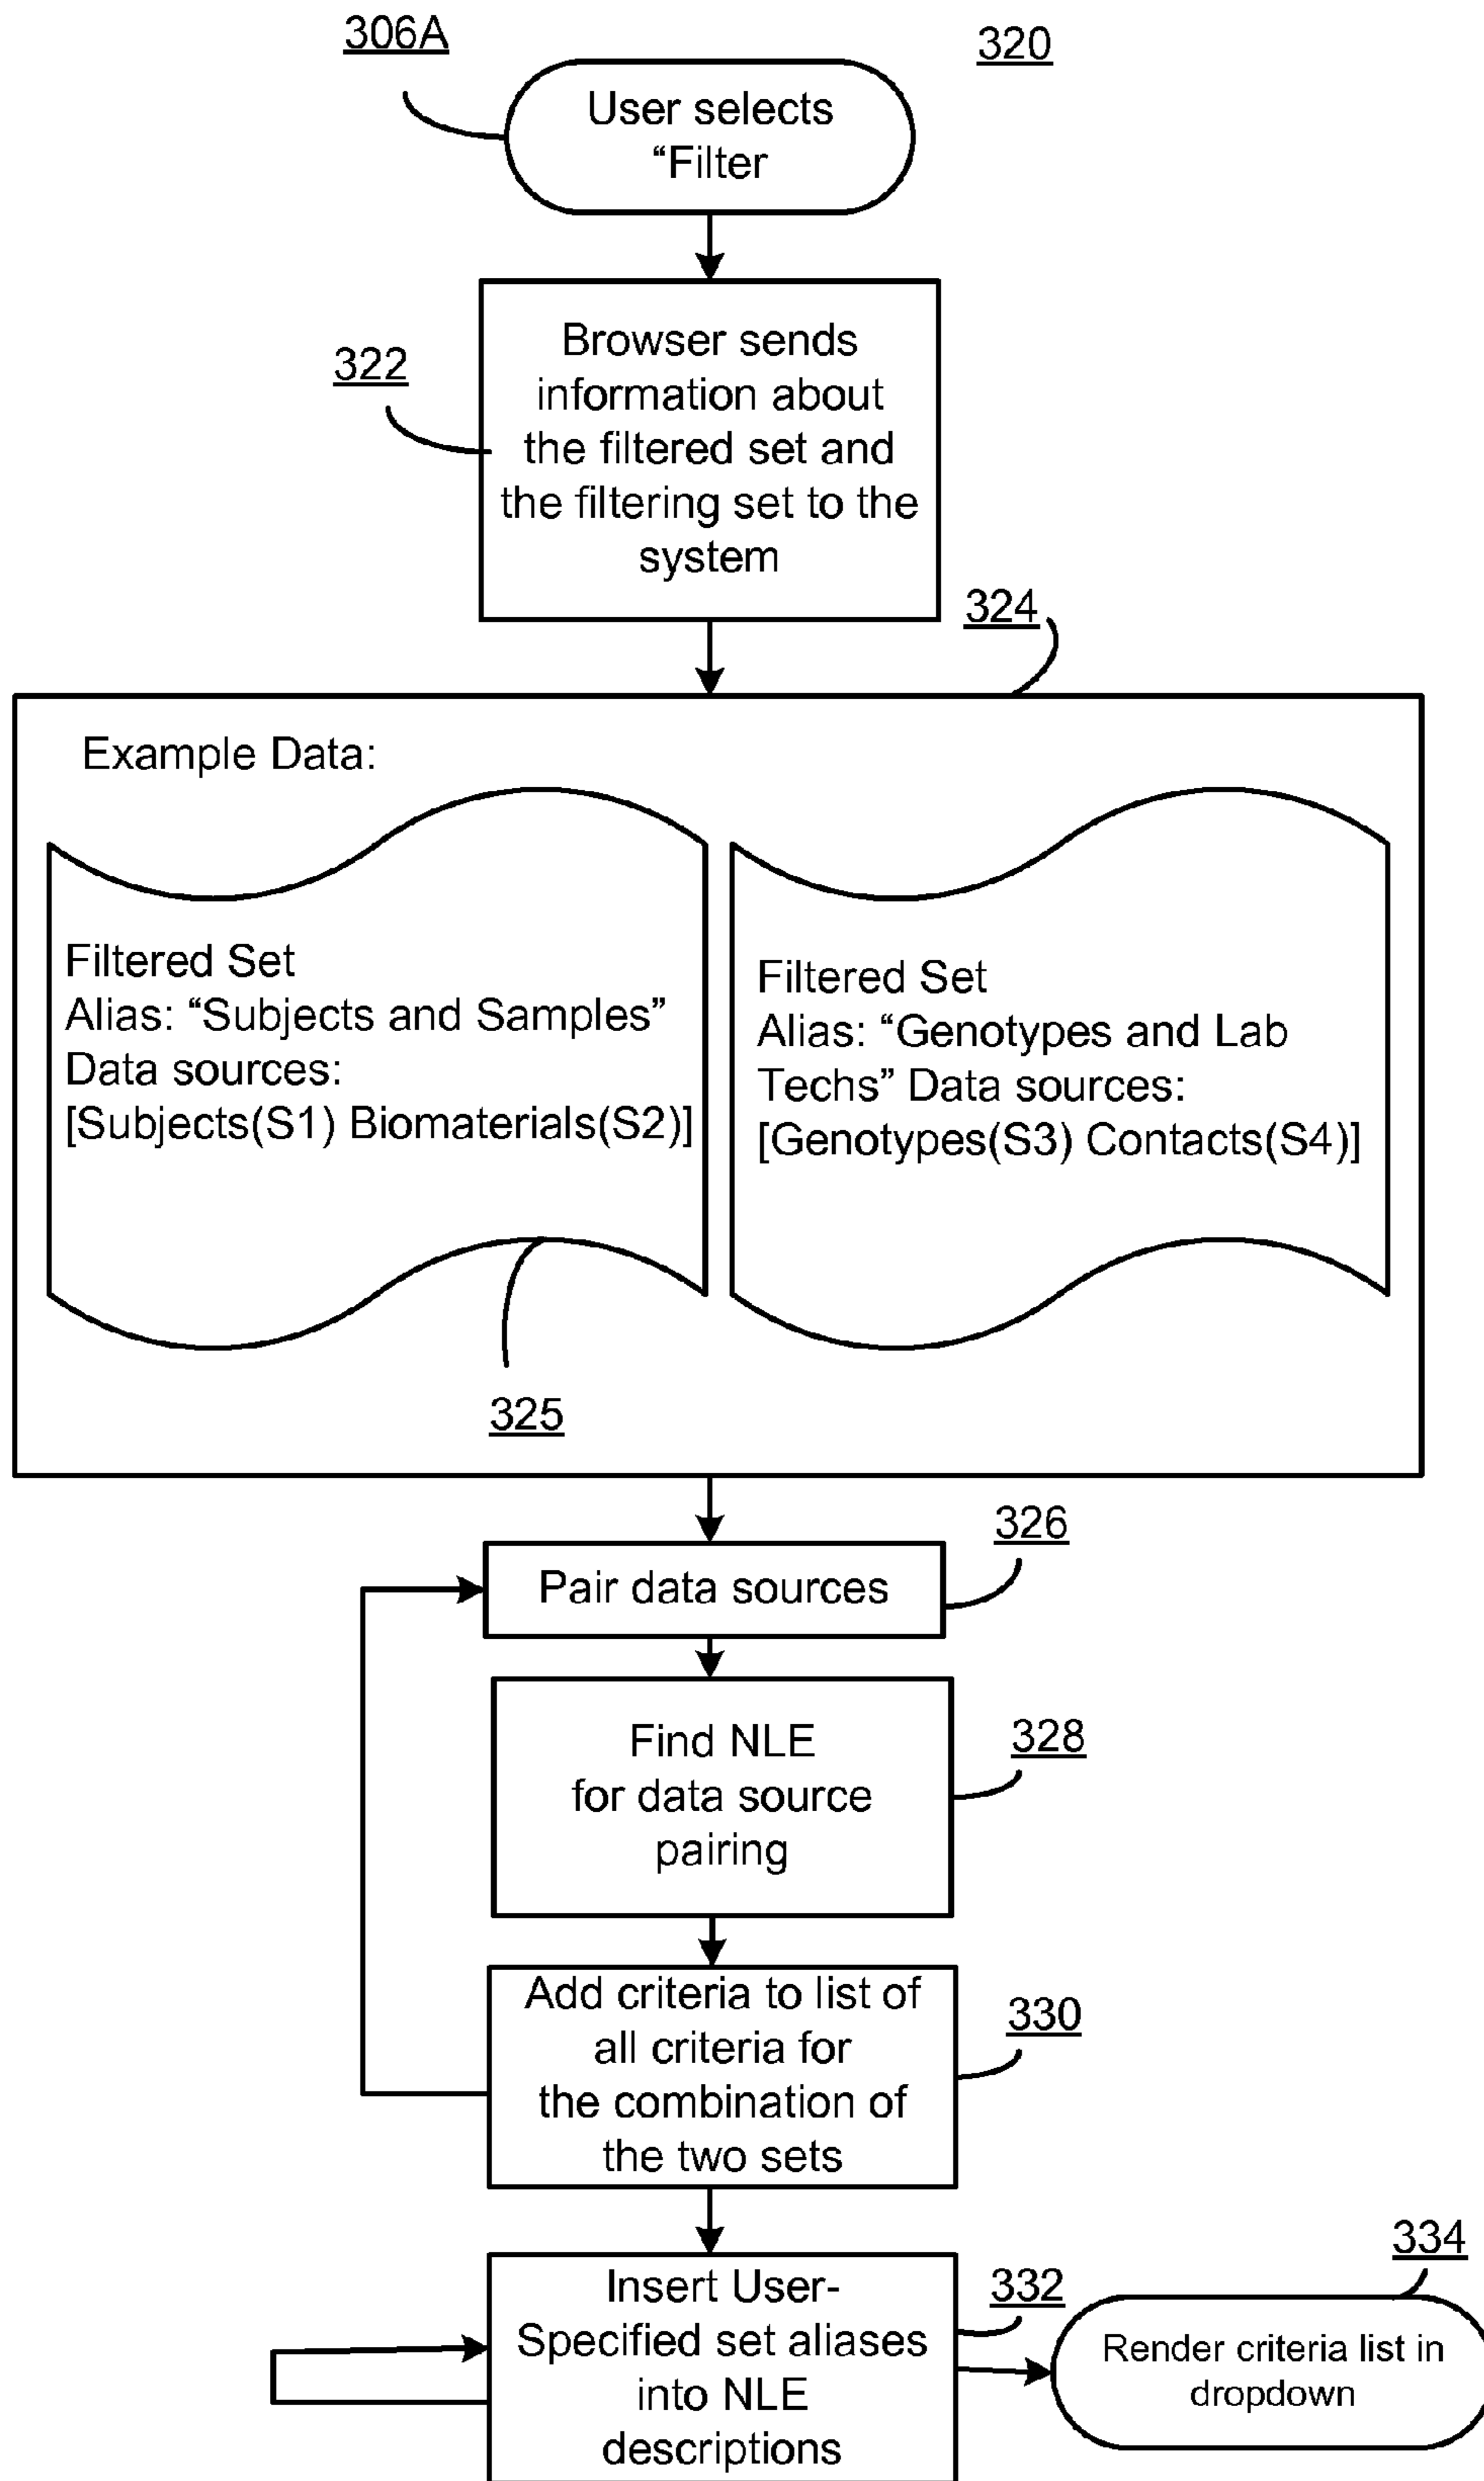 306A
320
User selects
“Filter
322
Browser sends
information about
the filtered set and
the filtering set to the
system
324
Example Data:
Filtered Set
Alias: “Subjects and Samples”
Data sources:
[Subjects(S1) Biomaterials(S2)]
Filtered Set
Alias: “Genotypes and Lab
Techs” Data sources:
[Genotypes(S3) Contacts(S4)]
325
326
Pair data sources
328
Find NLE
for data source
pairing
330
Add criteria to list of
all criteria for
the combination of
the two sets
332
Insert User-
Specified set aliases
into NLE
descriptions
334
Render criteria list in
dropdown